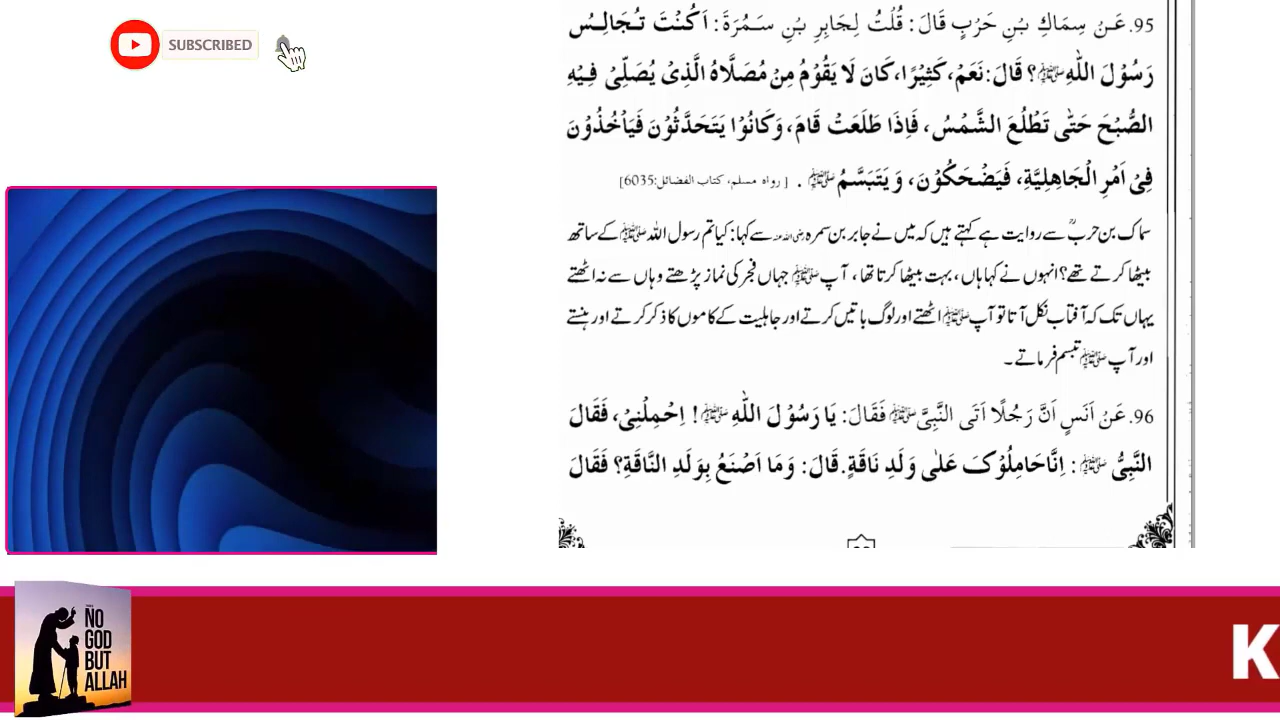 SUBSCRIBED
95. عَنْ سِمَاكِ بْنِ حَرْبٍ قَالَ: قُلْتُ لِجَابِرِ بْنِ سَمُرَةَ: اَكُنْتَ تُجَالِسُ
رَسُوْلَ اللّٰهِ ﷺ؟ قَالَ: نَعَمْ، كَثِيْرًا، كَانَ لَا يَقُوْمُ مِنْ مُصَلَّاهُ الَّذِىْ يُصَلِّىْ فِيْهِ
الصُّبْحَ حَتّٰى تَطْلُعَ الشَّمْسُ، فَاِذَا طَلَعَتْ قَامَ، وَكَانُوْا يَتَحَدَّثُوْنَ فَيَاْخُذُوْنَ
فِىْ اَمْرِ الْجَاهِلِيَّةِ، فَيَضْحَكُوْنَ، وَيَتَبَسَّمُ ﷺ . [رواه مسلم، كتاب الفضائل:6035]
سماک بن حربؒ سے روایت ہے کہتے ہیں کہ میں نے جابر بن سمرہ رضی اللہ عنہ سے کہا: کیا تم رسول اللہ ﷺ کے ساتھ
بیٹھا کرتے تھے؟ انہوں نے کہا ہاں، بہت بیٹھا کرتا تھا، آپ ﷺ جہاں فجر کی نماز پڑھتے وہاں سے نہ اٹھتے
یہاں تک کہ آفتاب نکل آتا تو آپ ﷺ اٹھتے اور لوگ باتیں کرتے اور جاہلیت کے کاموں کا ذکر کرتے اور ہنستے
اور آپ ﷺ تبسم فرماتے۔
96. عَنْ اَنَسٍ اَنَّ رَجُلًا اَتَى النَّبِىَّ ﷺ فَقَالَ: يَا رَسُوْلَ اللّٰهِ ﷺ! اِحْمِلْنِىْ، فَقَالَ
النَّبِىُّ ﷺ : اِنَّا حَامِلُوْكَ عَلٰى وَلَدِ نَاقَةٍ. قَالَ: وَمَا اَصْنَعُ بِوَلَدِ النَّاقَةِ؟ فَقَالَ
NO
GOD
BUT
ALLAH
K